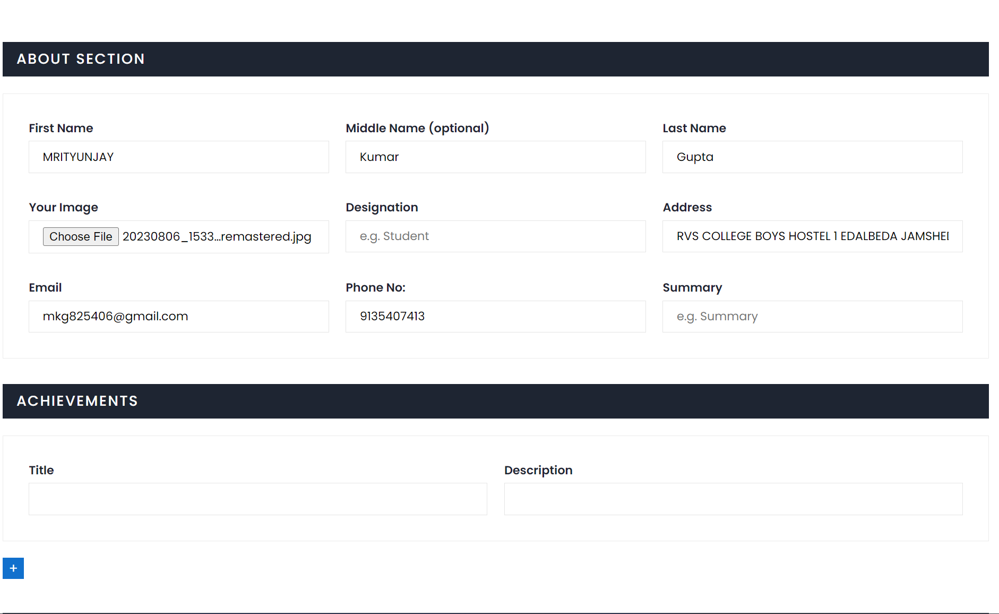 ABOUT SECTION
First Name
Middle Name (optional)
Last Name
MRITYUNJAY
Kumar
Gupta
Your Image
Designation
Address
Choose File 20230806_1533...remastered.jpg
e.g. Student
RVS COLLEGE BOYS HOSTEL 1 EDALBEDA
Email
Phone No:
Summary
mkg825406@gmail.com
9135407413
e.g. Summary
ACHIEVEMENTS
Title
Description
+